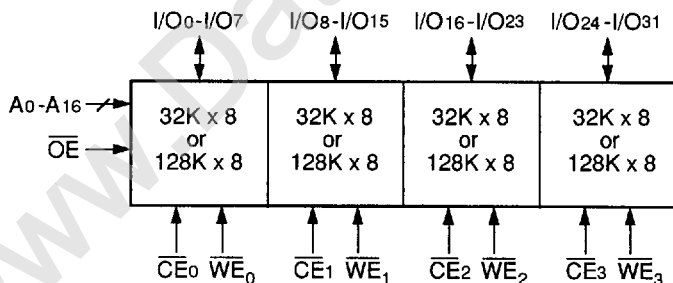 I/O0-I/O7 I/O8-I/O15 I/O16-I/O23 I/O24-I/O31
A0-A16
OE
32K x 8 or 128K x 8
32K x 8 or 128K x 8
32K x 8 or 128K x 8
32K x 8 or 128K x 8
CE0 WE0 CE1 WE1 CE2 WE2 CE3 WE3
www.Da